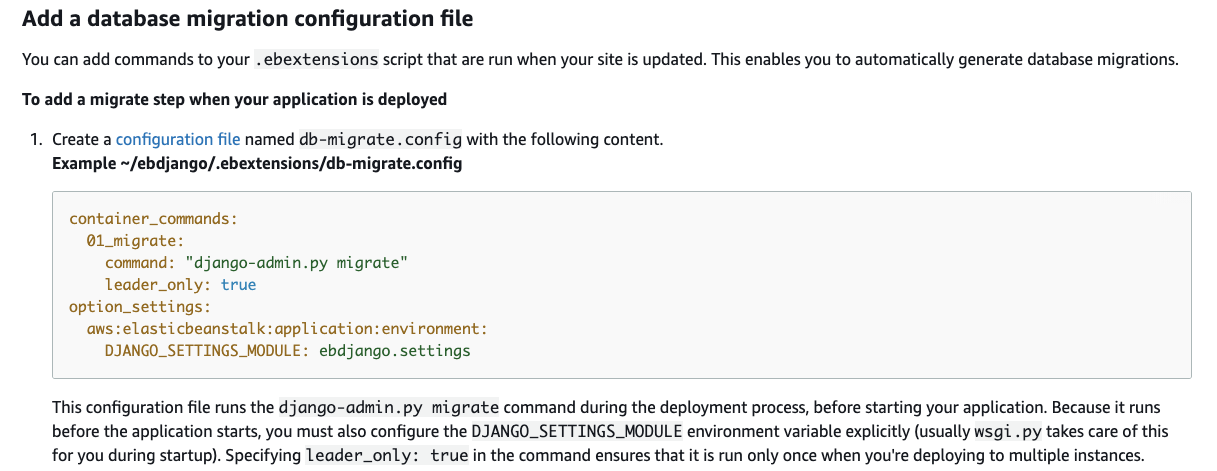 Add a database migration configuration file
You can add commands to your .ebextensions script that are run when your site is updated. This enables you to automatically generate database migrations.
To add a migrate step when your application is deployed
1. Create a configuration file named db-migrate.config with the following content.
Example ~/ebdjango/.ebextensions/db-migrate.config
container_commands:
  01_migrate:
    command: "django-admin.py migrate"
    leader_only: true
option_settings:
  aws:elasticbeanstalk:application:environment:
    DJANGO_SETTINGS_MODULE: ebdjango.settings
This configuration file runs the django-admin.py migrate command during the deployment process, before starting your application. Because it runs
before the application starts, you must also configure the DJANGO_SETTINGS_MODULE environment variable explicitly (usually wsgi.py takes care of this
for you during startup). Specifying leader_only: true in the command ensures that it is run only once when you're deploying to multiple instances.